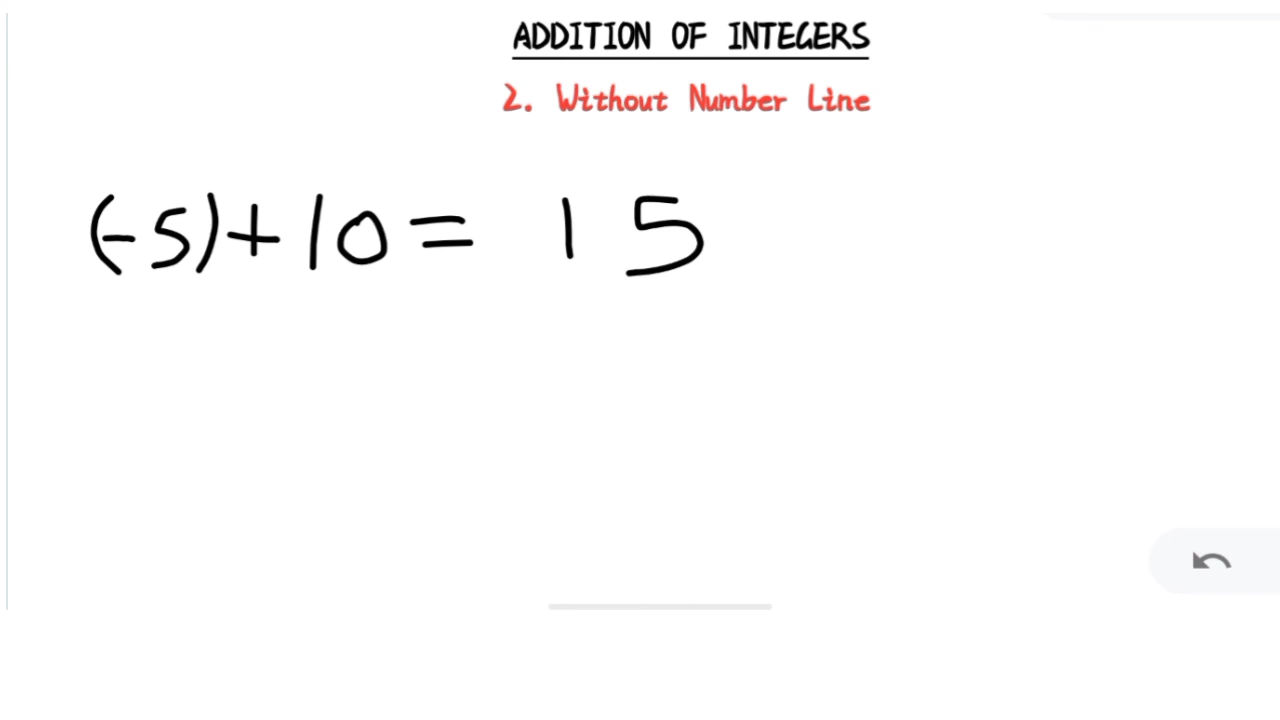 ADDITION OF INTEGERS
2. Without Number Line
(-5)+10= 15